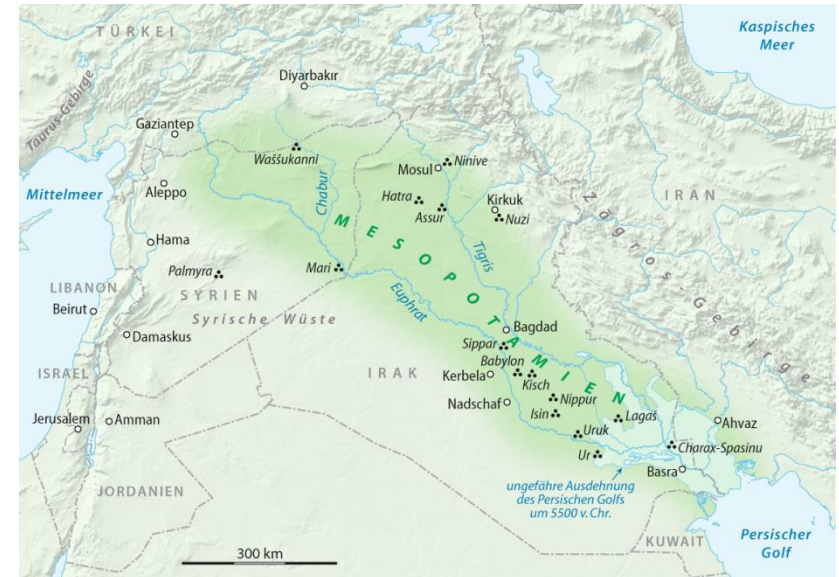 TÜRKEI
Kaspisches
Meer
Diyarbakır
Taurus-Gebirge
Gaziantep
Waššukanni
Mosul
Ninive
Mittelmeer
Aleppo
Chabur
Hatra
Assur
Kirkuk
Nuzi
IRAN
Zagros-Gebirge
Hama
MESOPOTAMIEN
Tigris
Palmyra
Mari
LIBANON
SYRIEN
Euphrat
Beirut
Syrische Wüste
Bagdad
Damaskus
Sippar
Babylon
ISRAEL
IRAK
Kerbela
Kisch
Nippur
Nadschaf
Isin
Lagaš
Jerusalem
Amman
Uruk
Ahvaz
Charax-Spasinu
Ur
Basra
ungefähre Ausdehnung
des Persischen Golfs
um 5500 v. Chr.
JORDANIEN
300 km
KUWAIT
Persischer
Golf